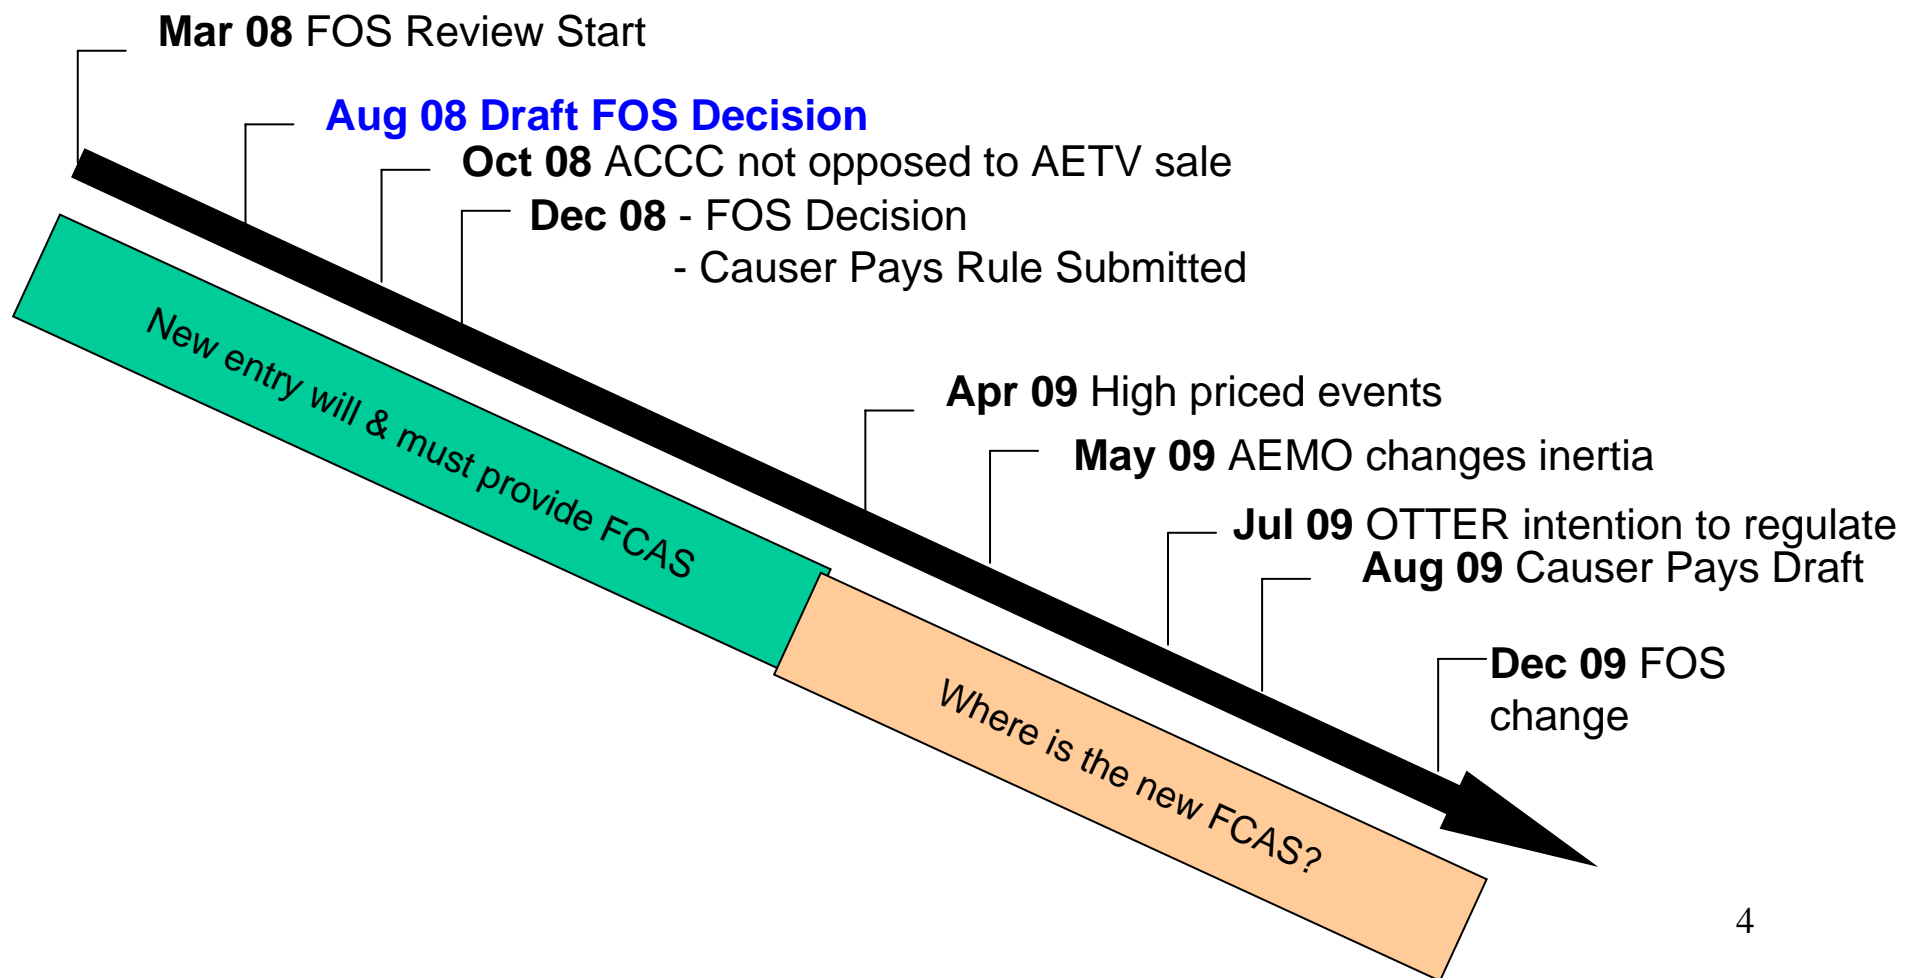 Mar 08 FOS Review Start
Aug 08 Draft FOS Decision
Oct 08 ACCC not opposed to AETV sale
Dec 08 - FOS Decision
- Causer Pays Rule Submitted
New entry will & must provide FCAS
Apr 09 High priced events
May 09 AEMO changes inertia
Jul 09 OTTER intention to regulate
Aug 09 Causer Pays Draft
Dec 09 FOS
change
Where is the new FCAS?
4